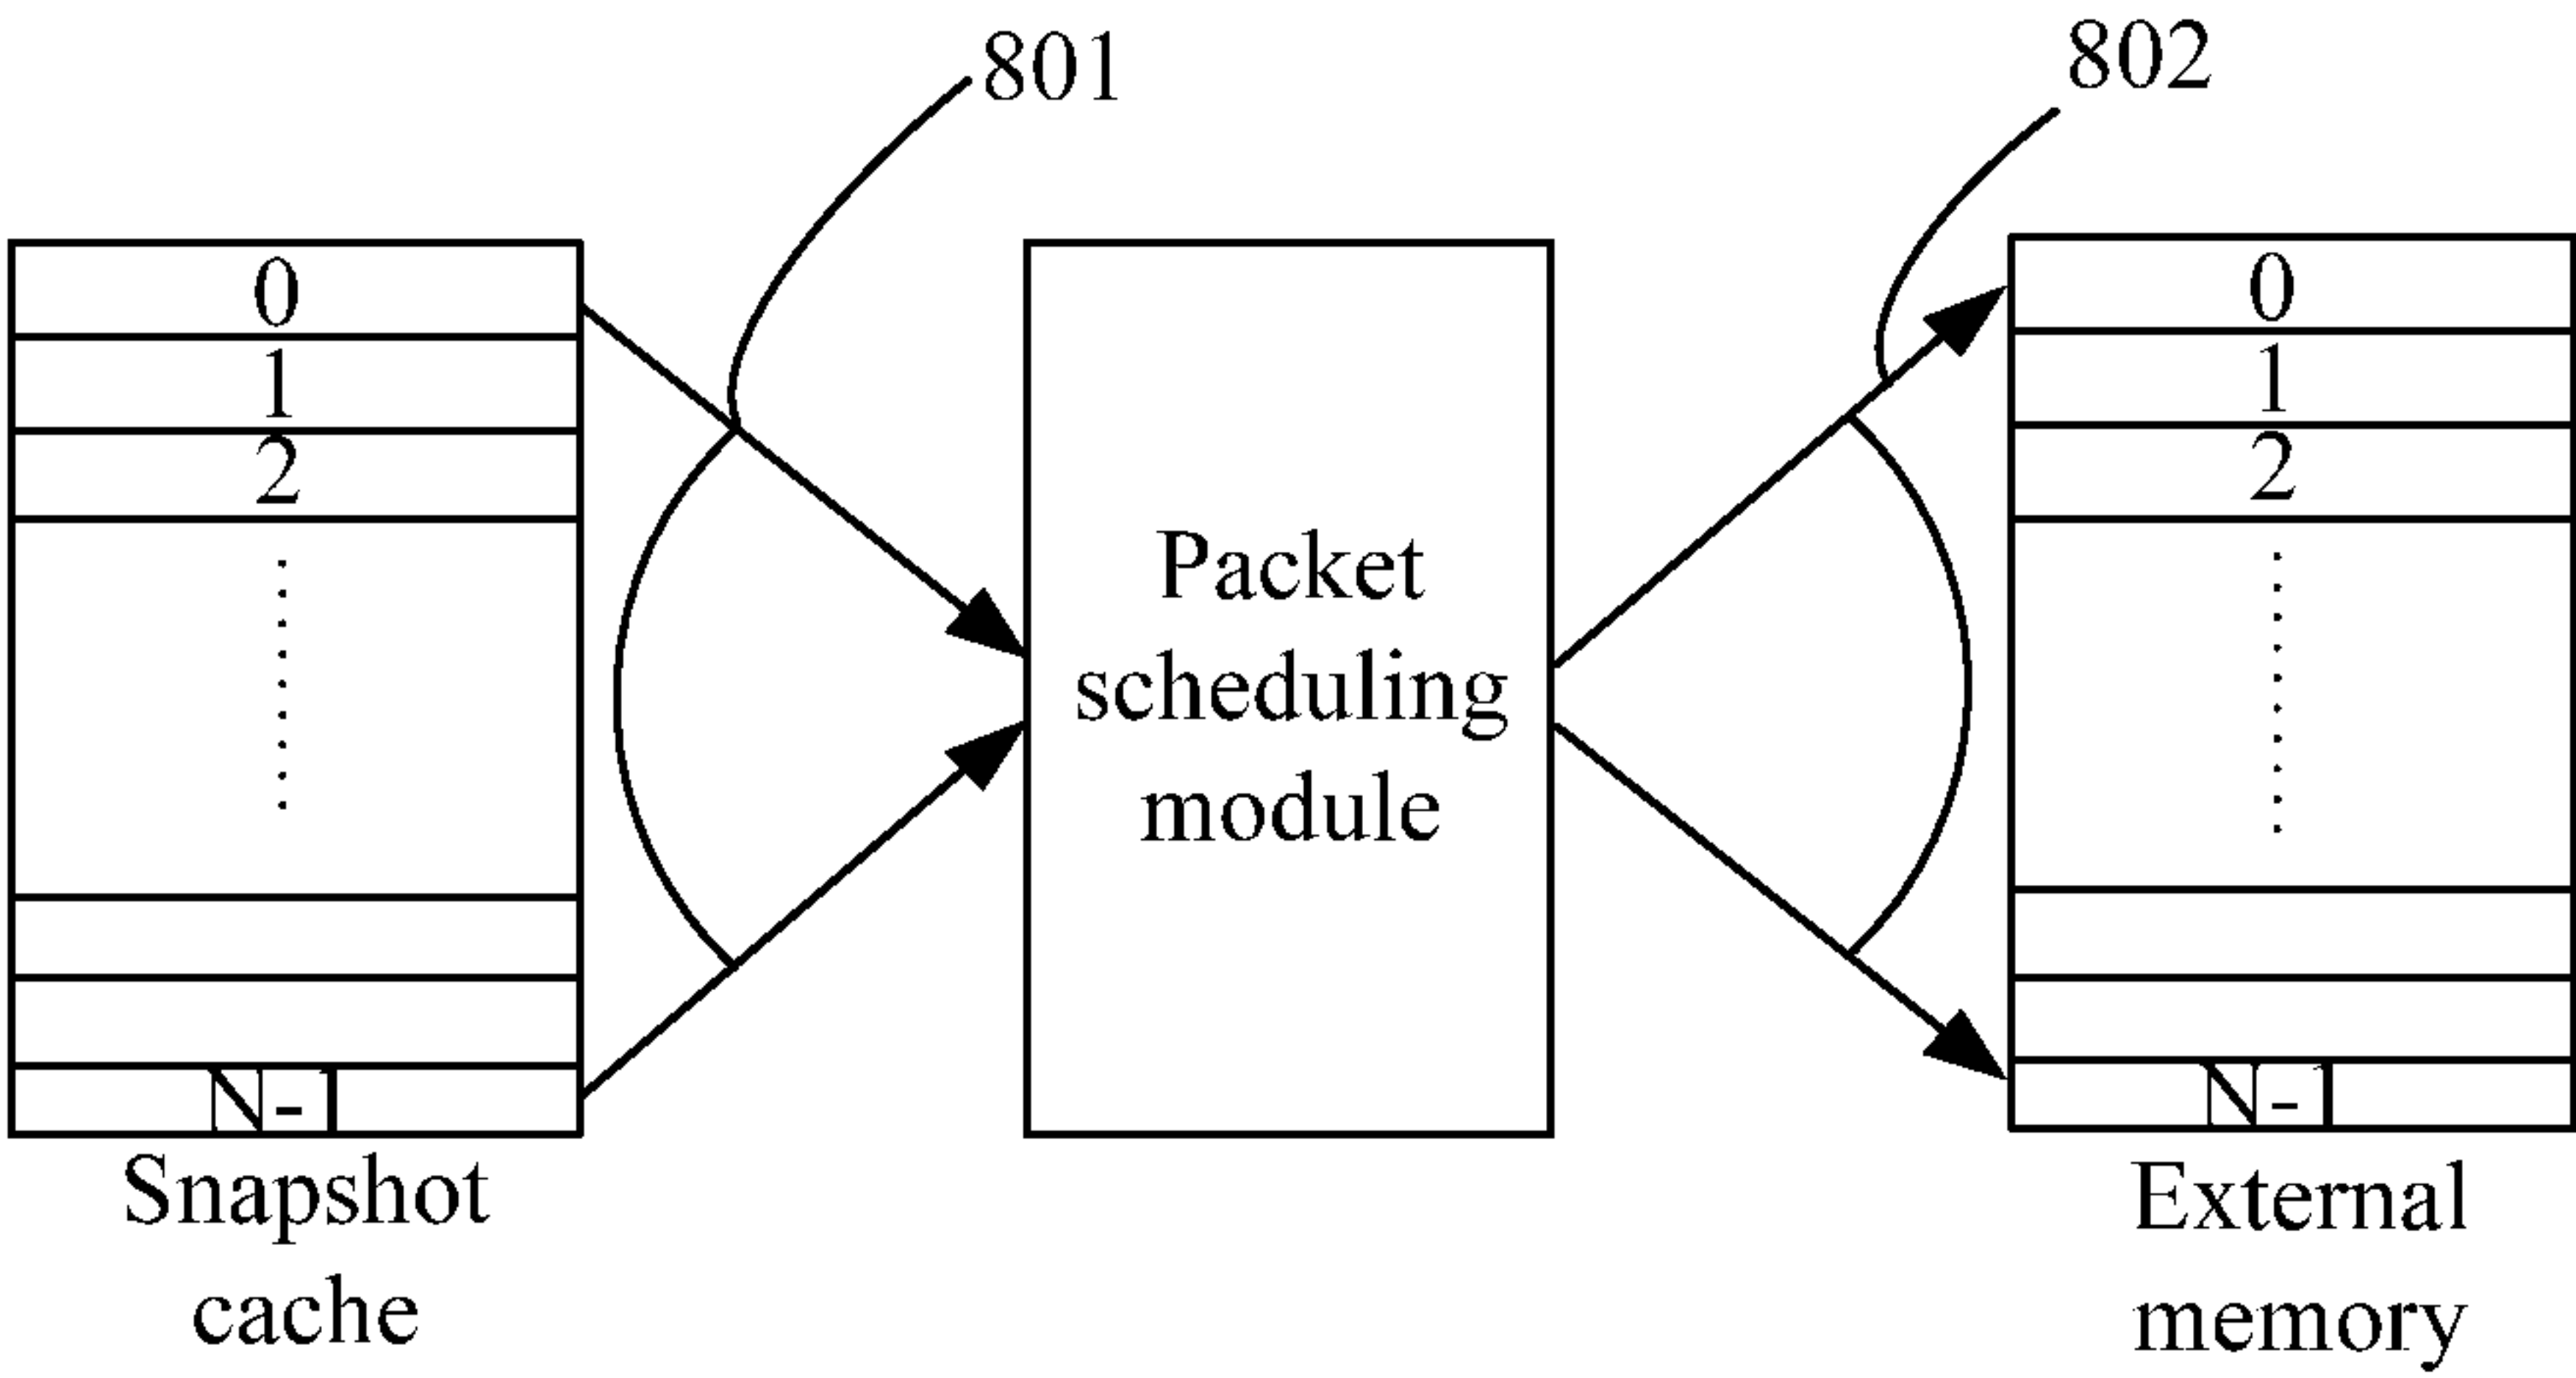 801
802
0
1
2
N-1
Snapshot
cache
Packet
scheduling
module
0
1
2
N-1
External
memory